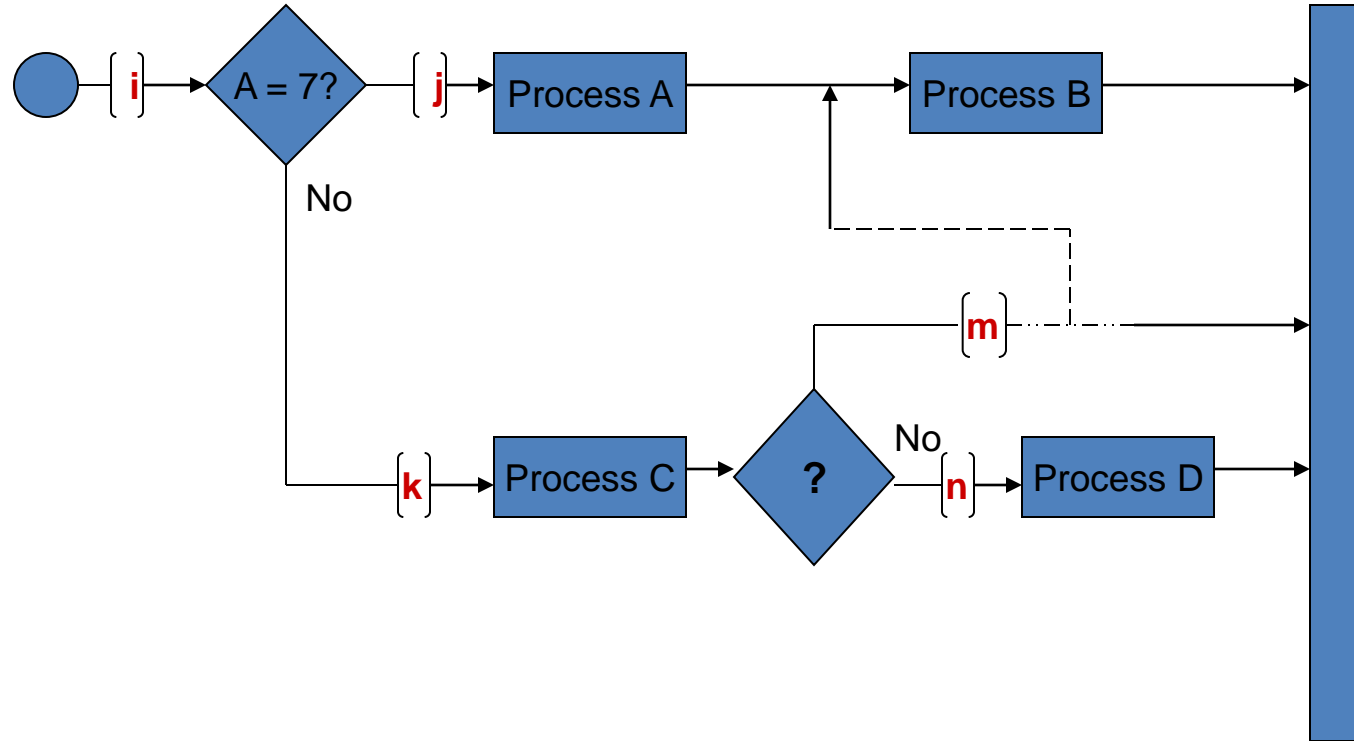 i
A = 7?
j
Process A
Process B
No
m
k
Process C
?
No
n
Process D